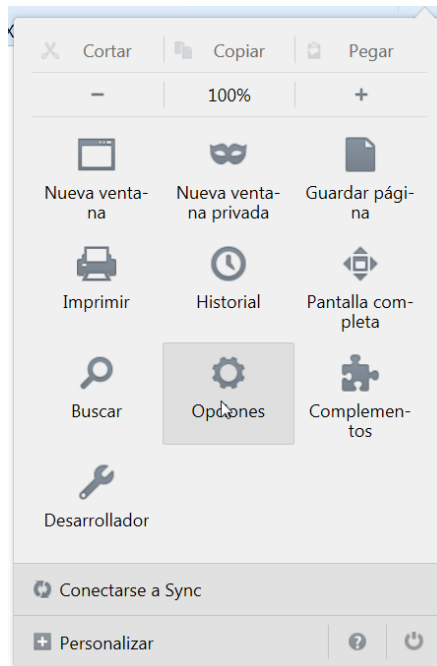 Cortar Copiar Pegar
− 100% +
Nueva venta- Nueva venta- Guardar pági-
na na privada na
Imprimir Historial Pantalla com-
pleta
Buscar Opciones Complemen-
tos
Desarrollador
Conectarse a Sync
Personalizar